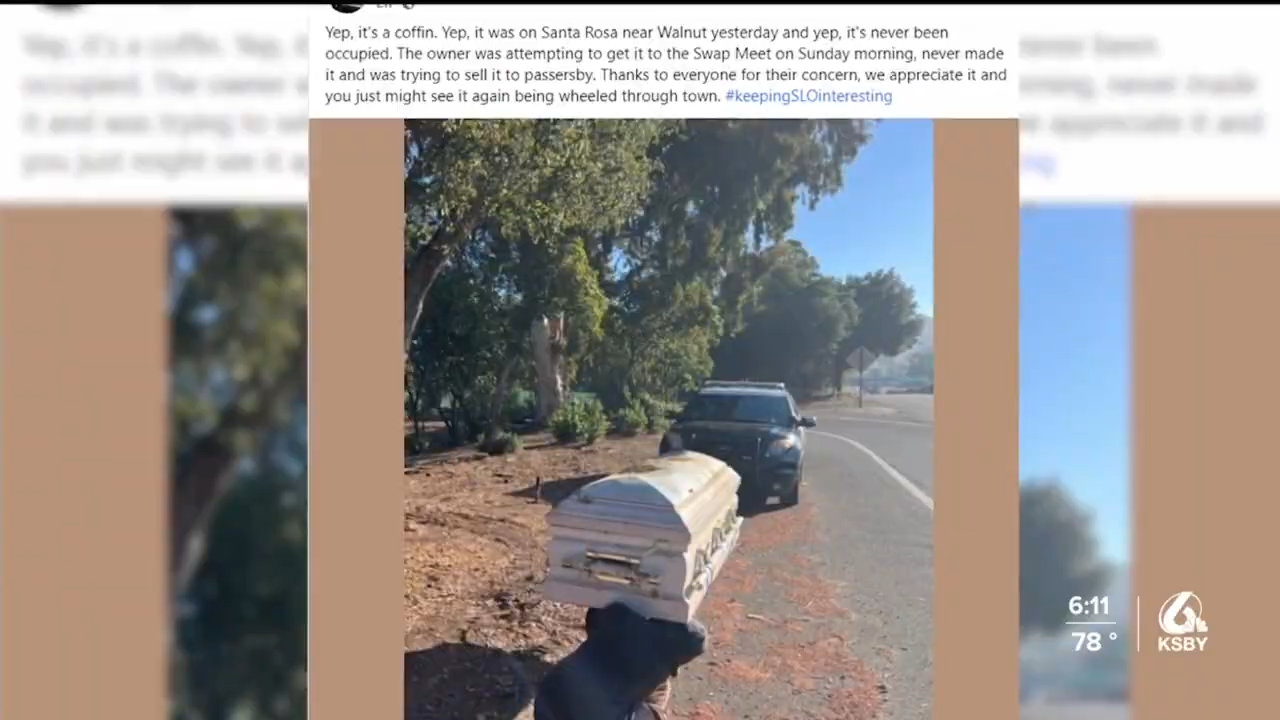 Yep, it's a coffin. Yep, it was on Santa Rosa near Walnut yesterday and yep, it's never been
occupied. The owner was attempting to get it to the Swap Meet on Sunday morning, never made
it and was trying to sell it to passersby. Thanks to everyone for their concern, we appreciate it and
you just might see it again being wheeled through town. #keepingSLOinteresting
6:11
78°
6
KSBY